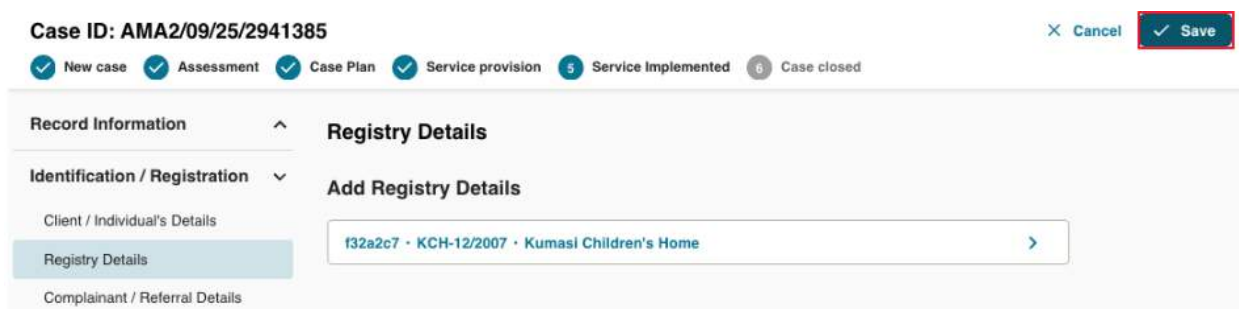 Case ID: AMA2/09/25/2941385
Cancel
Save
New case
Assessment
Case Plan
Service provision
5 Service Implemented
6 Case closed
Record Information
Identification / Registration
Client / Individual's Details
Registry Details
Complainant / Referral Details
Registry Details
Add Registry Details
f32a2c7 · KCH-12/2007 · Kumasi Children's Home